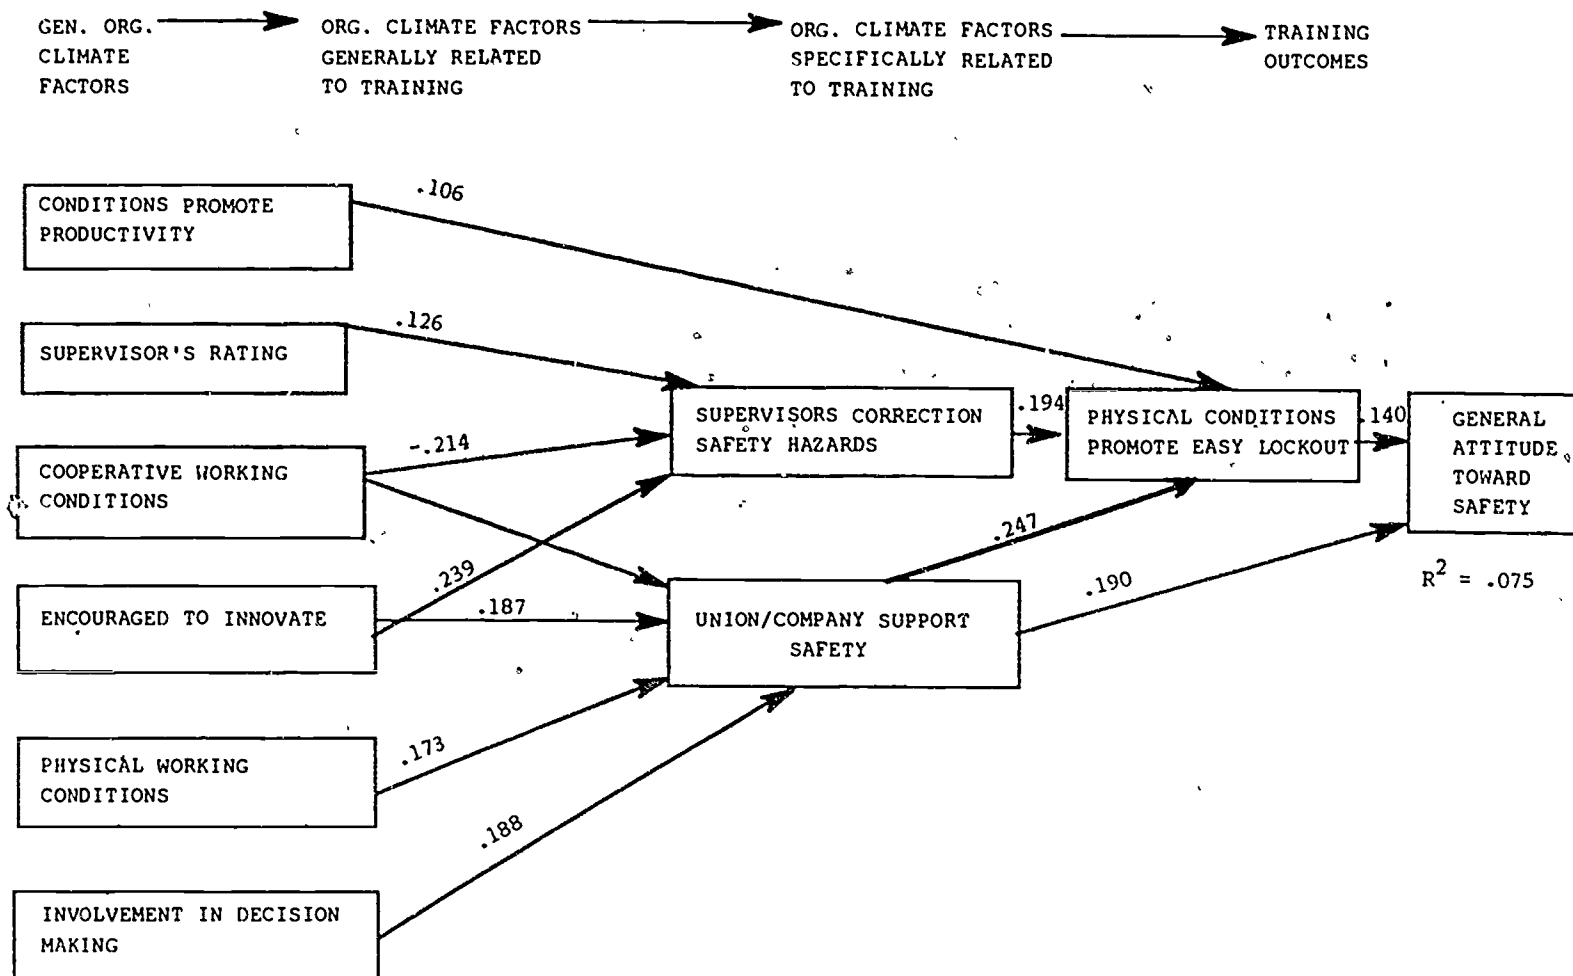 GEN. ORG.
CLIMATE
FACTORS
ORG. CLIMATE FACTORS
GENERALLY RELATED
TO TRAINING
ORG. CLIMATE FACTORS
SPECIFICALLY RELATED
TO TRAINING
TRAINING
OUTCOMES
CONDITIONS PROMOTE
PRODUCTIVITY
.106
SUPERVISOR'S RATING
.126
COOPERATIVE WORKING
CONDITIONS
-.214
ENCOURAGED TO INNOVATE
.239
.187
PHYSICAL WORKING
CONDITIONS
.173
INVOLVEMENT IN DECISION
MAKING
.188
SUPERVISORS CORRECTION
SAFETY HAZARDS
.194
UNION/COMPANY SUPPORT
SAFETY
.247
.190
PHYSICAL CONDITIONS
PROMOTE EASY LOCKOUT
.140
GENERAL
ATTITUDE
TOWARD
SAFETY
R² = .075